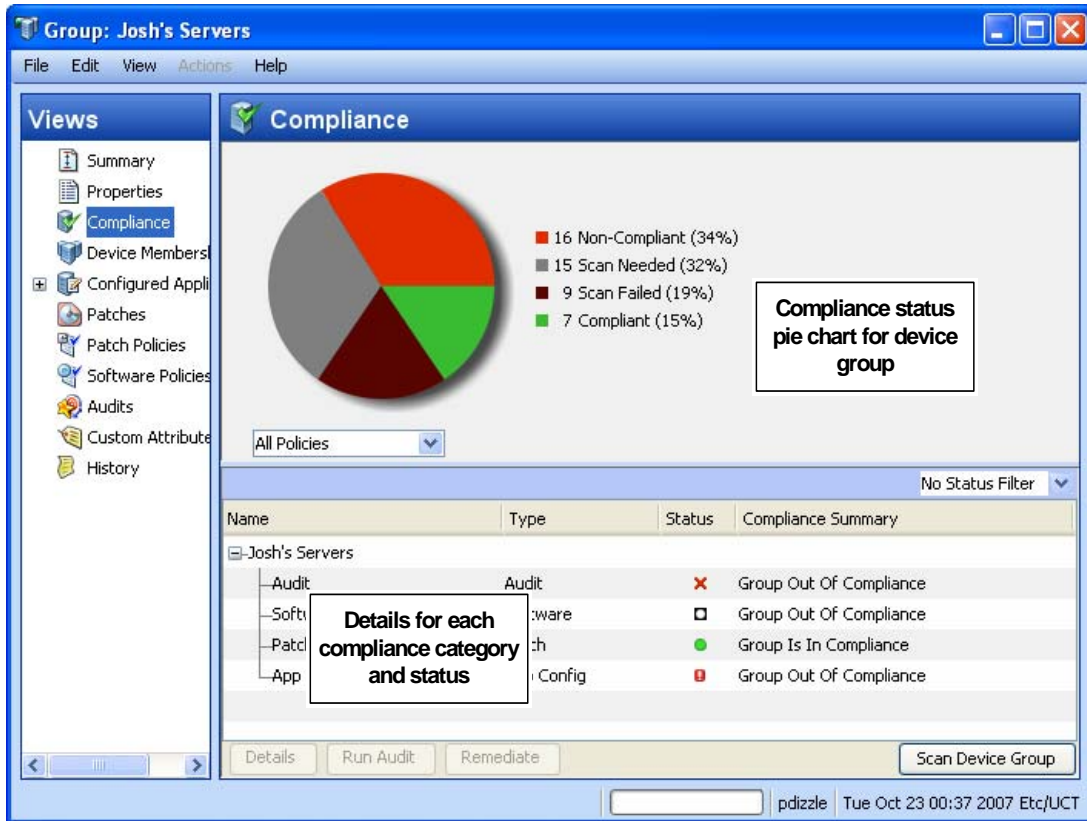 Group: Josh's Servers
File Edit View Actions Help
Views
Summary
Properties
Compliance
Device Membersl
Configured Appli
Patches
Patch Policies
Software Policies
Audits
Custom Attribute
History
Compliance
16 Non-Compliant (34%)
15 Scan Needed (32%)
9 Scan Failed (19%)
7 Compliant (15%)
Compliance status
pie chart for device
group
All Policies
No Status Filter
Name Type Status Compliance Summary
Josh's Servers
Audit Audit Group Out Of Compliance
Group Out Of Compliance
Group Is In Compliance
App Config Group Out Of Compliance
Details for each
compliance category
and status
Details Run Audit Remediate Scan Device Group
pdizzle Tue Oct 23 00:37 2007 Etc/UCT